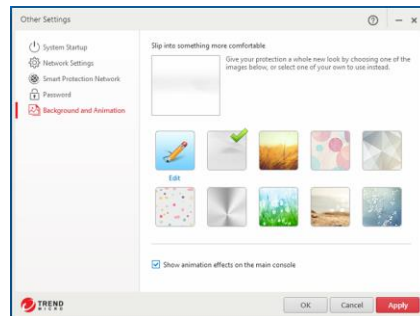 Other Settings
System Startup
Network Settings
Smart Protection Network
Password
Background and Animation
Slip into something more comfortable
Give your protection a whole new look by choosing one of the
images below, or select one of your own to use instead.
Edit
Show animation effects on the main console
TREND
MICRO
OK
Cancel
Apply